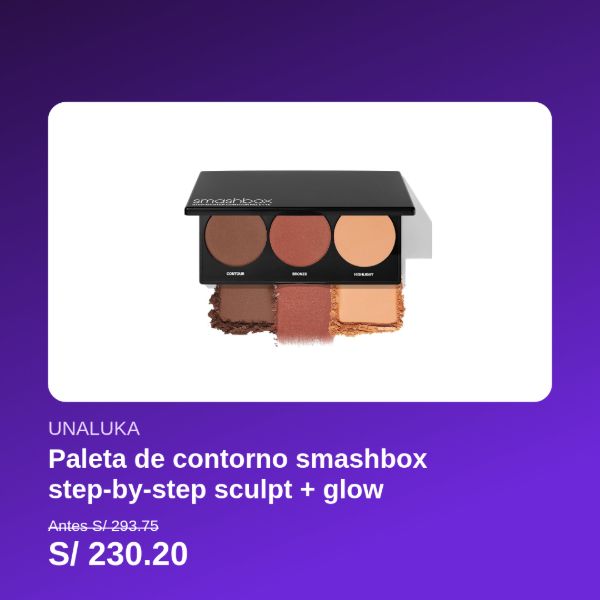 smashbox
CONTOUR
BRONZE
HIGHLIGHT
UNALUKA
Paleta de contorno smashbox
step-by-step sculpt + glow
Antes S/ 293.75
S/ 230.20